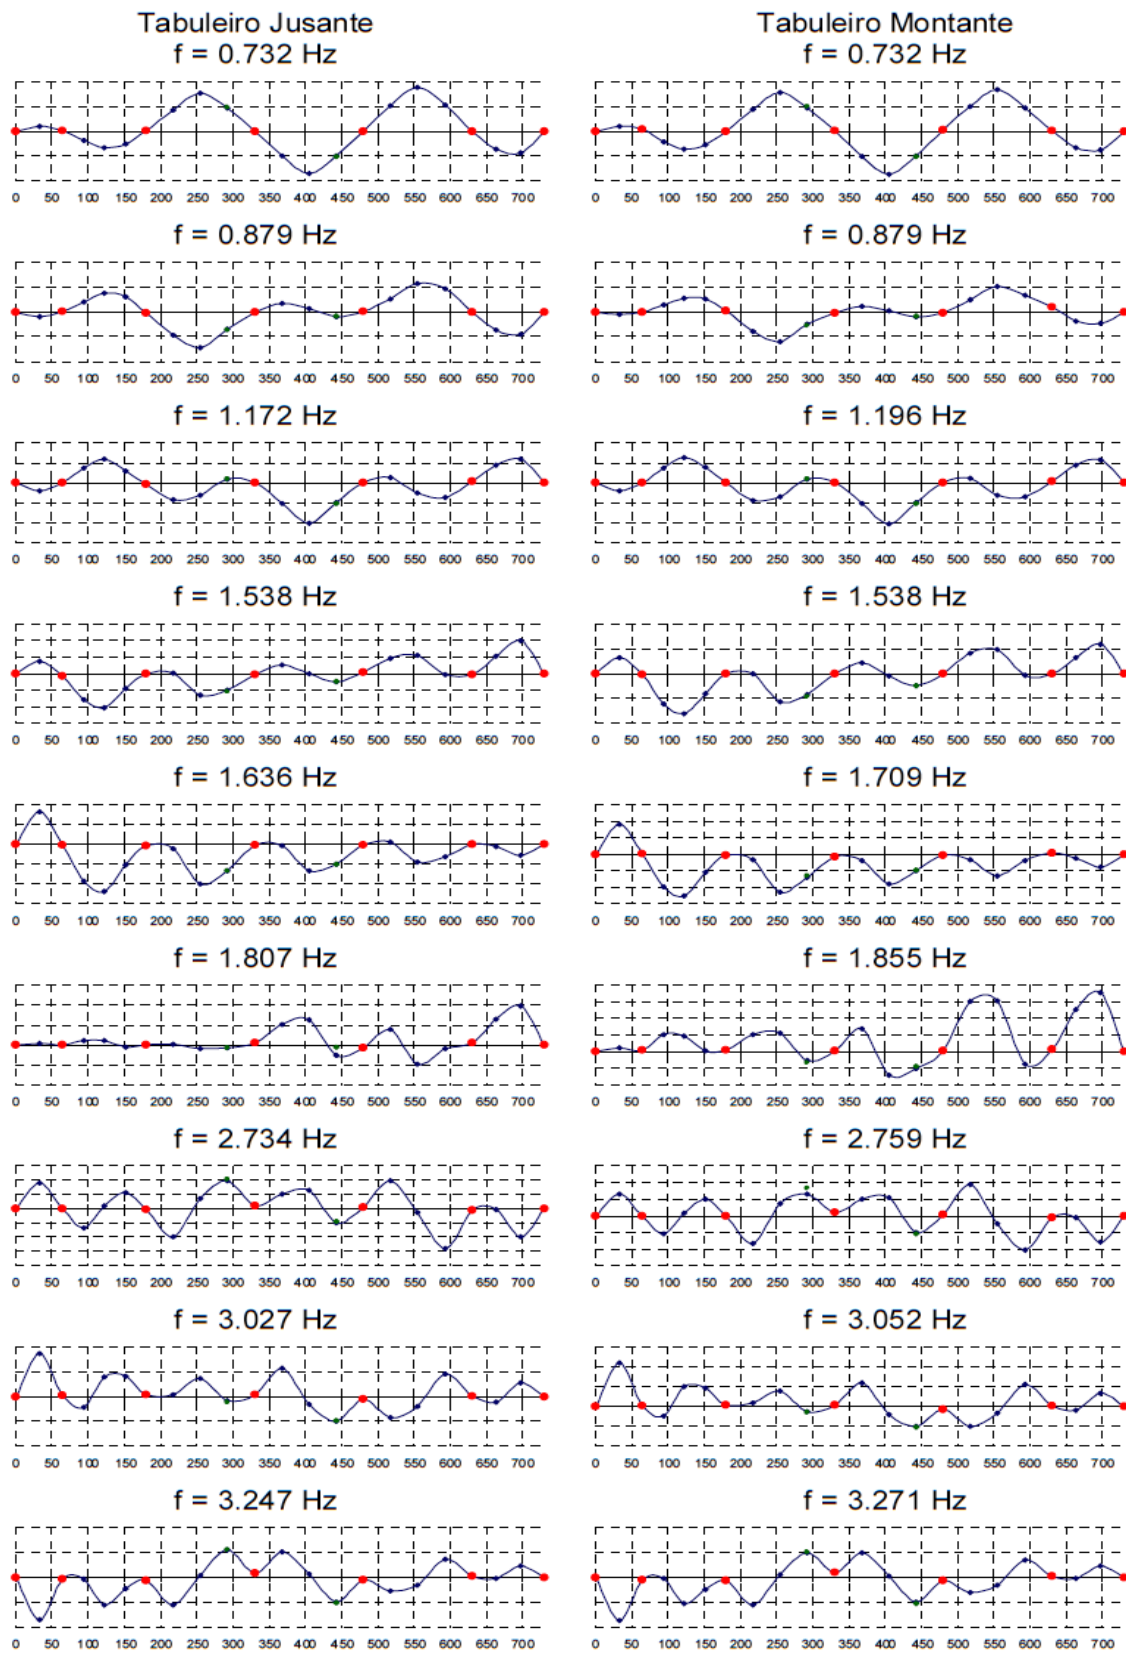 Tabuleiro Jusante Tabuleiro Montante
f = 0.732 Hz f = 0.732 Hz
0 50 100 150 200 250 300 350 400 450 500 550 600 650 700 0 50 100 150 200 250 300 350 400 450 500 550 600 650 700
f = 0.879 Hz f = 0.879 Hz
0 50 100 150 200 250 300 350 400 450 500 550 600 650 700 0 50 100 150 200 250 300 350 400 450 500 550 600 650 700
f = 1.172 Hz f = 1.196 Hz
0 50 100 150 200 250 300 350 400 450 500 550 600 650 700 0 50 100 150 200 250 300 350 400 450 500 550 600 650 700
f = 1.538 Hz f = 1.538 Hz
0 50 100 150 200 250 300 350 400 450 500 550 600 650 700 0 50 100 150 200 250 300 350 400 450 500 550 600 650 700
f = 1.636 Hz f = 1.709 Hz
0 50 100 150 200 250 300 350 400 450 500 550 600 650 700 0 50 100 150 200 250 300 350 400 450 500 550 600 650 700
f = 1.807 Hz f = 1.855 Hz
0 50 100 150 200 250 300 350 400 450 500 550 600 650 700 0 50 100 150 200 250 300 350 400 450 500 550 600 650 700
f = 2.734 Hz f = 2.759 Hz
0 50 100 150 200 250 300 350 400 450 500 550 600 650 700 0 50 100 150 200 250 300 350 400 450 500 550 600 650 700
f = 3.027 Hz f = 3.052 Hz
0 50 100 150 200 250 300 350 400 450 500 550 600 650 700 0 50 100 150 200 250 300 350 400 450 500 550 600 650 700
f = 3.247 Hz f = 3.271 Hz
0 50 100 150 200 250 300 350 400 450 500 550 600 650 700 0 50 100 150 200 250 300 350 400 450 500 550 600 650 700